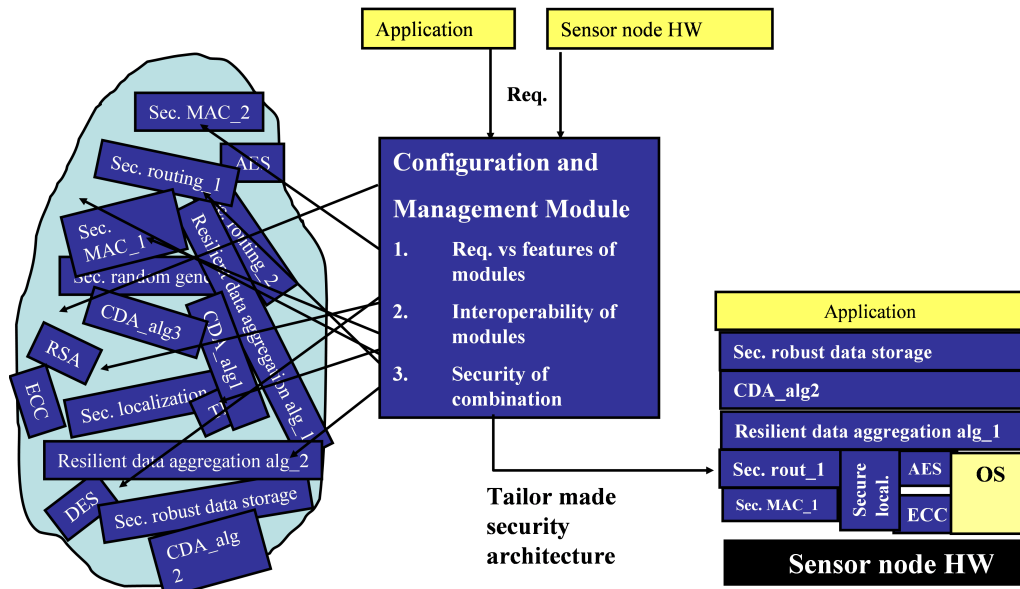 Application
Sensor node HW
Req.
Sec. MAC_2
AES
Sec. routing_1
Sec. routing_2
Sec.
MAC_1
Resilient data aggregation alg_1
Sec. random gene
CDA_alg3
CDA_alg1
RSA
ECC
Sec. localization
Resilient data aggregation alg_2
DES
Sec. robust data storage
CDA_alg
2
Configuration and
Management Module
1. Req. vs features of
modules
2. Interoperability of
modules
3. Security of
combination
Tailor made
security
architecture
Application
Sec. robust data storage
CDA_alg2
Resilient data aggregation alg_1
Sec. rout_1
Sec. MAC_1
Secure
local.
AES
ECC
OS
Sensor node HW